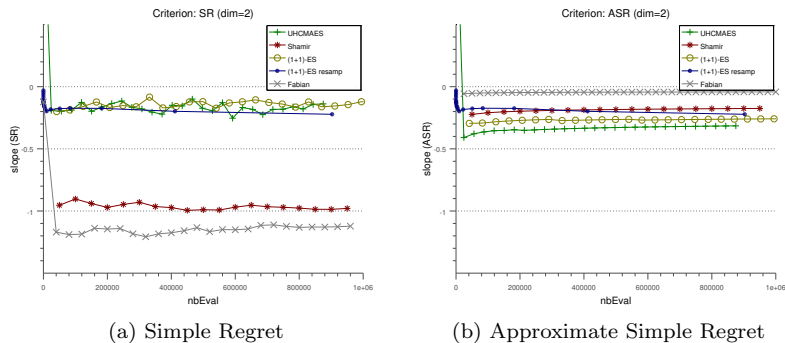 Criterion: SR (dim=2)
UHCMAES
Shamir
(1+1)-ES
(1+1)-ES resamp
Fabian
0
-0.5
-1
slope (SR)
0
200000
400000
600000
800000
1e+06
nbEval
(a) Simple Regret
Criterion: ASR (dim=2)
UHCMAES
Shamir
(1+1)-ES
(1+1)-ES resamp
Fabian
0
-0.5
-1
slope (ASR)
0
200000
400000
600000
800000
1e+06
nbEval
(b) Approximate Simple Regret